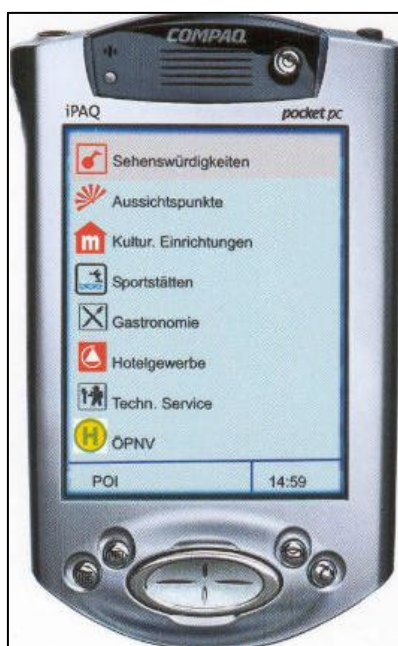 COMPAQ
iPAQ pocket pc
Sehenswürdigkeiten
Aussichtspunkte
m Kultur. Einrichtungen
Sportstätten
Gastronomie
Hotelgewerbe
Techn. Service
H ÖPNV
POI 14:59